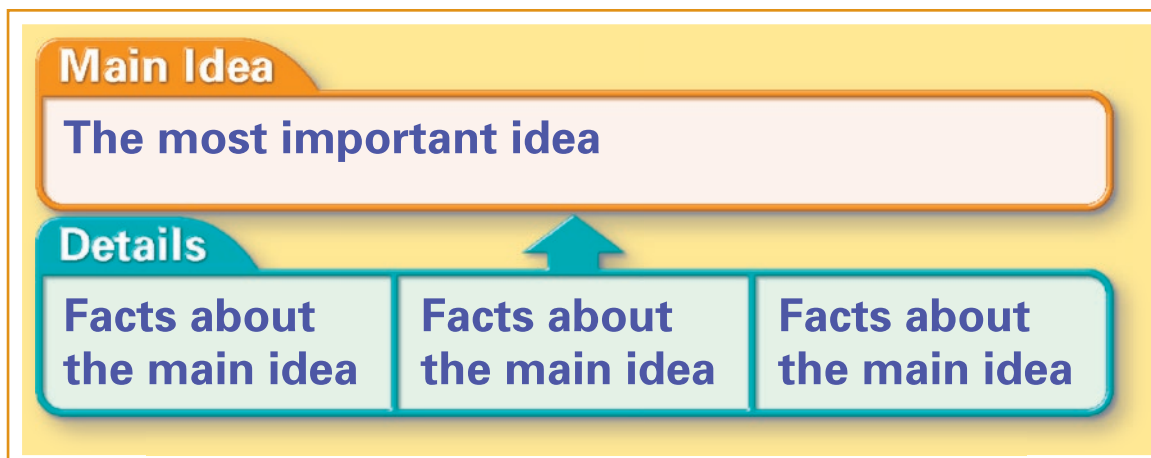 Main Idea
The most important idea
Details
Facts about
the main idea
Facts about
the main idea
Facts about
the main idea